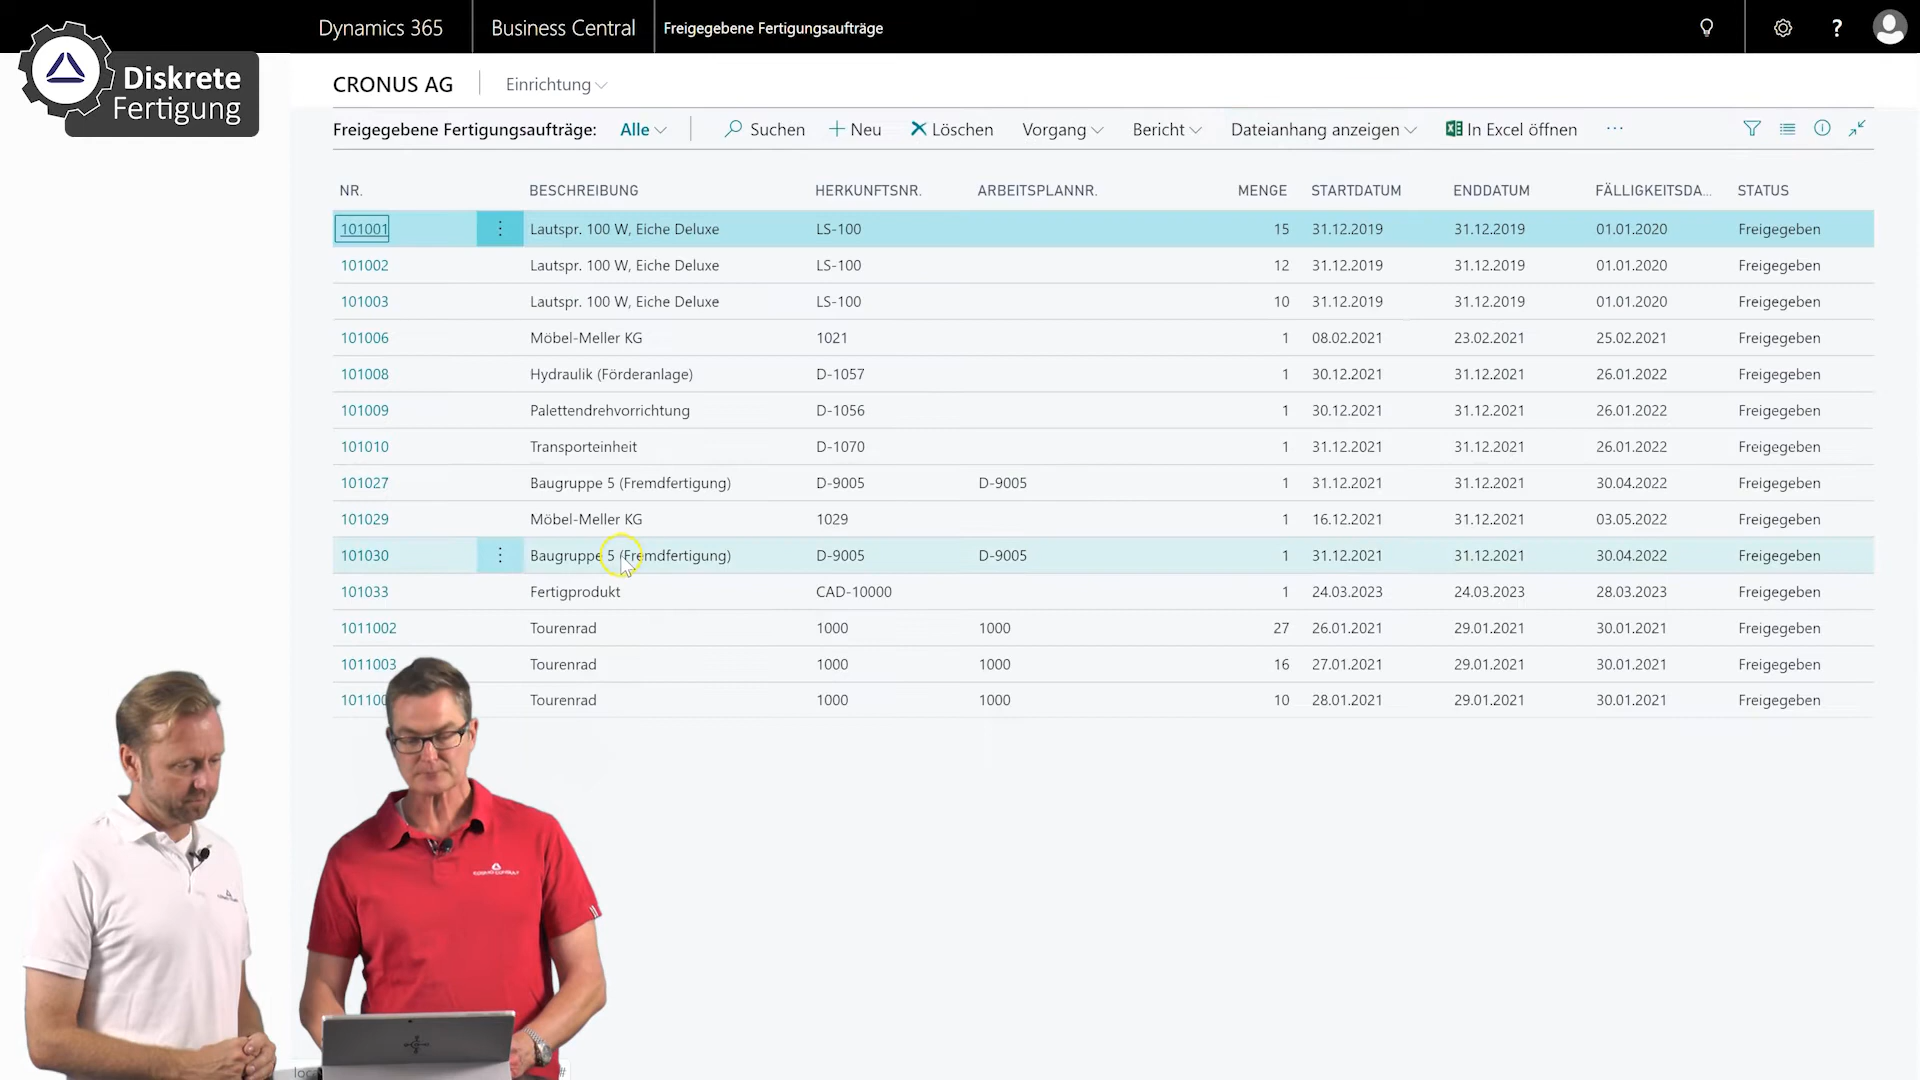 Diskrete
Fertigung
Dynamics 365 Business Central Freigegebene Fertigungsaufträge ?
CRONUS AG Einrichtung
Freigegebene Fertigungsaufträge: Alle Suchen Neu Löschen Vorgang Bericht Dateianhang anzeigen In Excel öffnen ···
NR. BESCHREIBUNG HERKUNFTSNR. ARBEITSPLANNR. MENGE STARTDATUM ENDDATUM FÄLLIGKEITSDA... STATUS
101001 Lautspr. 100 W, Eiche Deluxe LS-100 15 31.12.2019 31.12.2019 01.01.2020 Freigegeben
101002 Lautspr. 100 W, Eiche Deluxe LS-100 12 31.12.2019 31.12.2019 01.01.2020 Freigegeben
101003 Lautspr. 100 W, Eiche Deluxe LS-100 10 31.12.2019 31.12.2019 01.01.2020 Freigegeben
101006 Möbel-Meller KG 1021 1 08.02.2021 23.02.2021 25.02.2021 Freigegeben
101008 Hydraulik (Förderanlage) D-1057 1 30.12.2021 31.12.2021 26.01.2022 Freigegeben
101009 Palettendrehvorrichtung D-1056 1 30.12.2021 31.12.2021 26.01.2022 Freigegeben
101010 Transporteinheit D-1070 1 31.12.2021 31.12.2021 26.01.2022 Freigegeben
101027 Baugruppe 5 (Fremdfertigung) D-9005 D-9005 1 31.12.2021 31.12.2021 30.04.2022 Freigegeben
101029 Möbel-Meller KG 1029 1 16.12.2021 31.12.2021 03.05.2022 Freigegeben
101030 Baugruppe 5 (Fremdfertigung) D-9005 D-9005 1 31.12.2021 31.12.2021 30.04.2022 Freigegeben
101033 Fertigprodukt CAD-10000 1 24.03.2023 24.03.2023 28.03.2023 Freigegeben
1011002 Tourenrad 1000 1000 27 26.01.2021 29.01.2021 30.01.2021 Freigegeben
1011003 Tourenrad 1000 1000 16 27.01.2021 29.01.2021 30.01.2021 Freigegeben
Tourenrad 1000 1000 10 28.01.2021 29.01.2021 30.01.2021 Freigegeben